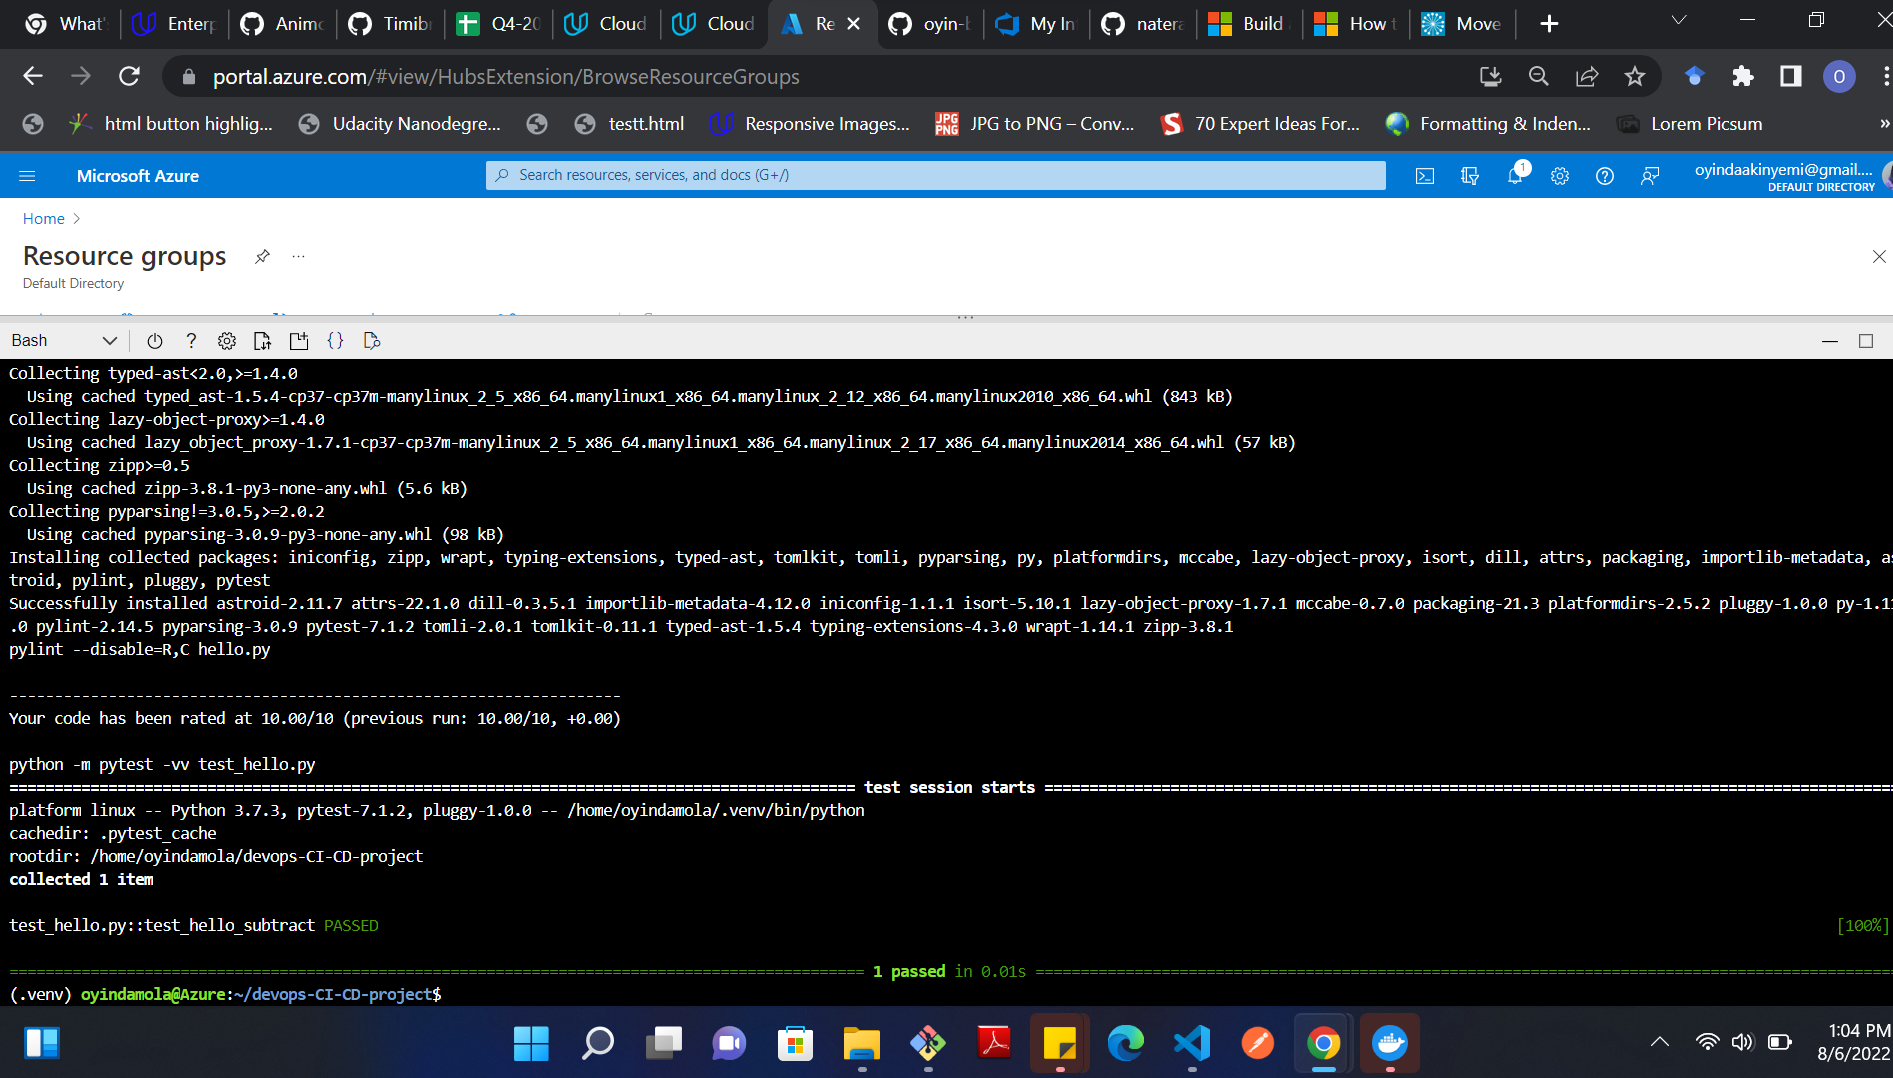 What'
Enterp
Anim
Timib
Q4-20
Cloud
Cloud
Re
oyin-b
My In
natera
Build
How t
Move
portal.azure.com/#view/HubsExtension/BrowseResourceGroups
O
html button highlig...
Udacity Nanodegre...
testt.html
Responsive Images...
JPG to PNG – Conv...
70 Expert Ideas For...
Formatting & Inden...
Lorem Picsum
»
Microsoft Azure
Search resources, services, and docs (G+/)
1
oyindaakinyemi@gmail....
DEFAULT DIRECTORY
Home >
Resource groups
Default Directory
Bash
Collecting typed-ast<2.0,>=1.4.0
Using cached typed_ast-1.5.4-cp37-cp37m-manylinux_2_5_x86_64.manylinux1_x86_64.manylinux_2_12_x86_64.manylinux2010_x86_64.whl (843 kB)
Collecting lazy-object-proxy>=1.4.0
Using cached lazy_object_proxy-1.7.1-cp37-cp37m-manylinux_2_5_x86_64.manylinux1_x86_64.manylinux_2_17_x86_64.manylinux2014_x86_64.whl (57 kB)
Collecting zipp>=0.5
Using cached zipp-3.8.1-py3-none-any.whl (5.6 kB)
Collecting pyparsing!=3.0.5,>=2.0.2
Using cached pyparsing-3.0.9-py3-none-any.whl (98 kB)
Installing collected packages: iniconfig, zipp, wrapt, typing-extensions, typed-ast, tomlkit, tomli, pyparsing, py, platformdirs, mccabe, lazy-object-proxy, isort, dill, attrs, packaging, importlib-metadata, as
troid, pylint, pluggy, pytest
Successfully installed astroid-2.11.7 attrs-22.1.0 dill-0.3.5.1 importlib-metadata-4.12.0 iniconfig-1.1.1 isort-5.10.1 lazy-object-proxy-1.7.1 mccabe-0.7.0 packaging-21.3 platformdirs-2.5.2 pluggy-1.0.0 py-1.11
.0 pylint-2.14.5 pyparsing-3.0.9 pytest-7.1.2 tomli-2.0.1 tomlkit-0.11.1 typed-ast-1.5.4 typing-extensions-4.3.0 wrapt-1.14.1 zipp-3.8.1
pylint --disable=R,C hello.py
--------------------------------------------------------------------
Your code has been rated at 10.00/10 (previous run: 10.00/10, +0.00)
python -m pytest -vv test_hello.py
============ test session starts ============
platform linux -- Python 3.7.3, pytest-7.1.2, pluggy-1.0.0 -- /home/oyindamola/.venv/bin/python
cachedir: .pytest_cache
rootdir: /home/oyindamola/devops-CI-CD-project
collected 1 item
test_hello.py::test_hello_subtract PASSED [100%]
============ 1 passed in 0.01s ============
(.venv) oyindamola@Azure:~/devops-CI-CD-project$
1:04 PM
8/6/2022